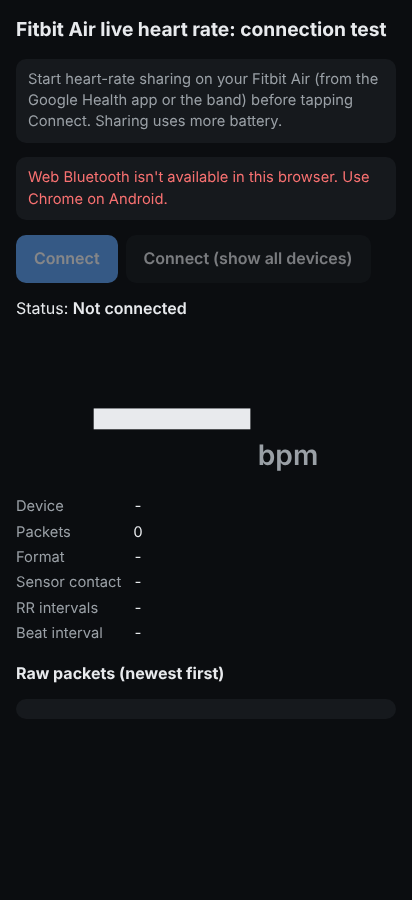 Fitbit Air live heart rate: connection test
Start heart-rate sharing on your Fitbit Air (from the
Google Health app or the band) before tapping
Connect. Sharing uses more battery.
Web Bluetooth isn't available in this browser. Use
Chrome on Android.
Connect
Connect (show all devices)
Status: Not connected
- bpm
Device -
Packets 0
Format -
Sensor contact -
RR intervals -
Beat interval -
Raw packets (newest first)